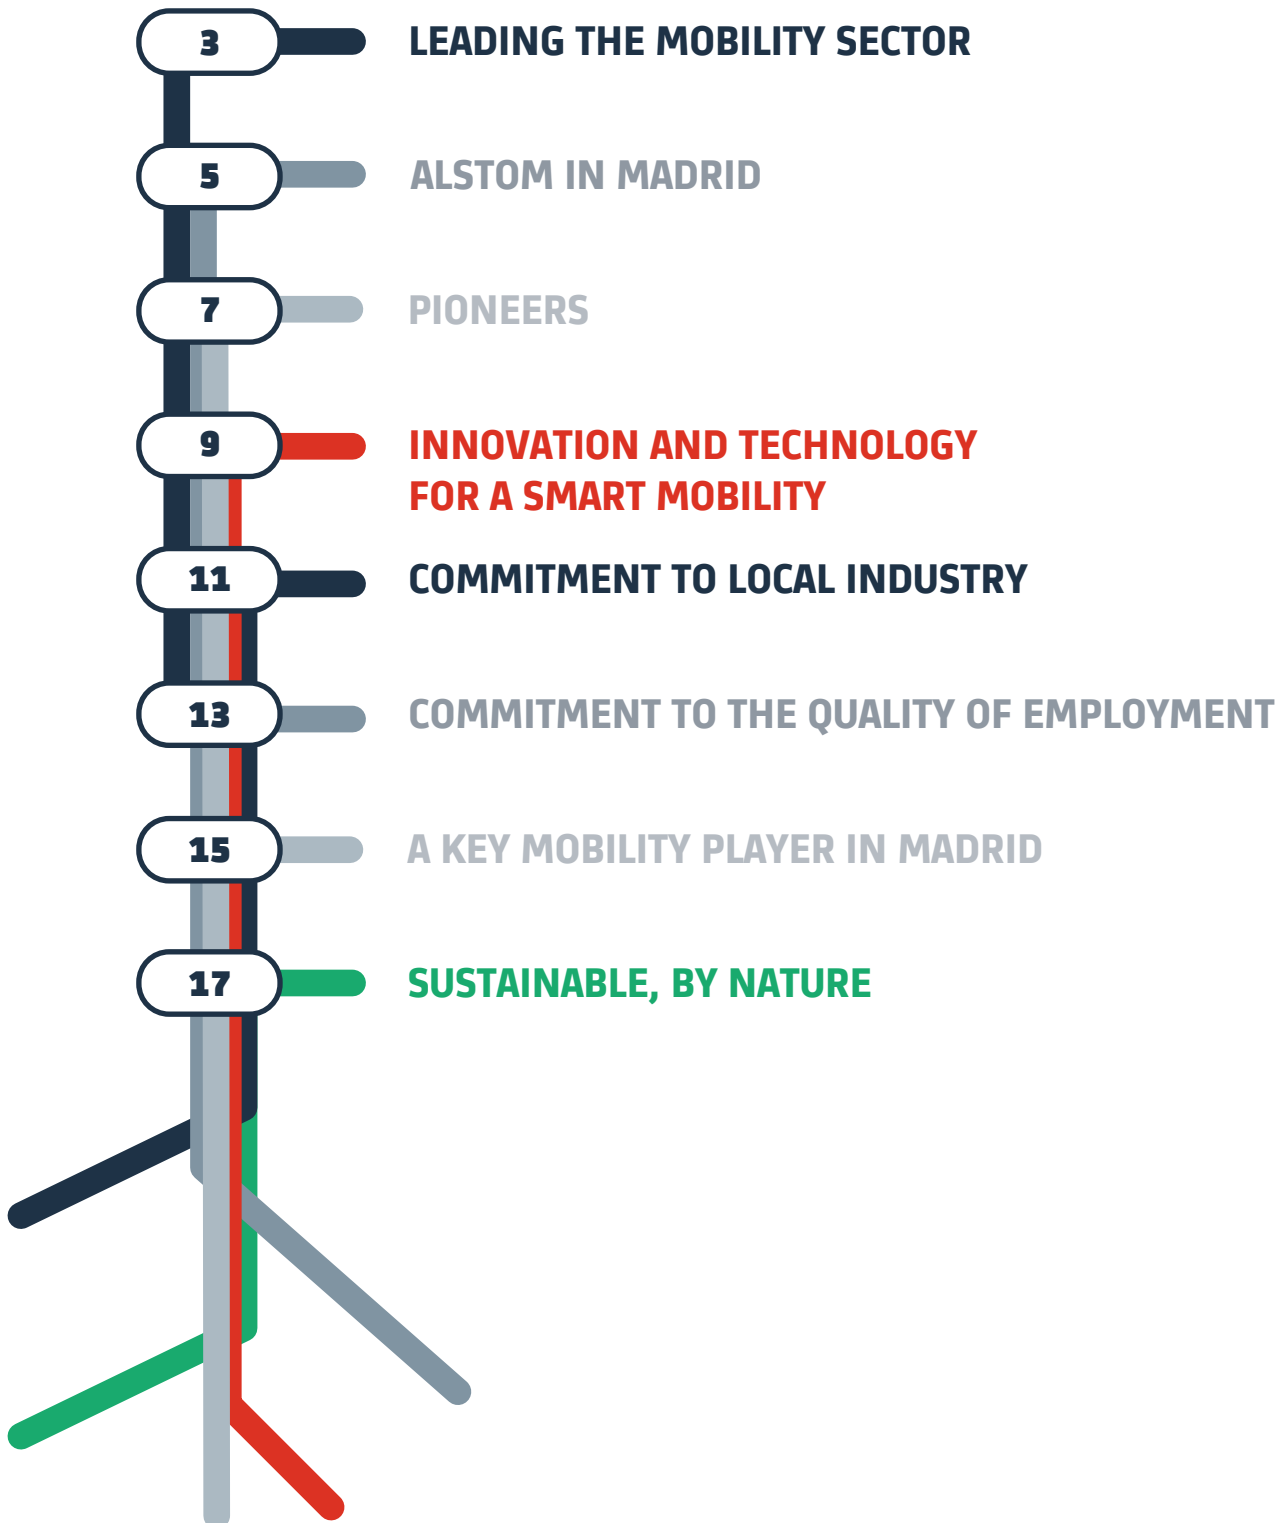 3 LEADING THE MOBILITY SECTOR
5 ALSTOM IN MADRID
7 PIONEERS
9 INNOVATION AND TECHNOLOGY
FOR A SMART MOBILITY
11 COMMITMENT TO LOCAL INDUSTRY
13 COMMITMENT TO THE QUALITY OF EMPLOYMENT
15 A KEY MOBILITY PLAYER IN MADRID
17 SUSTAINABLE, BY NATURE